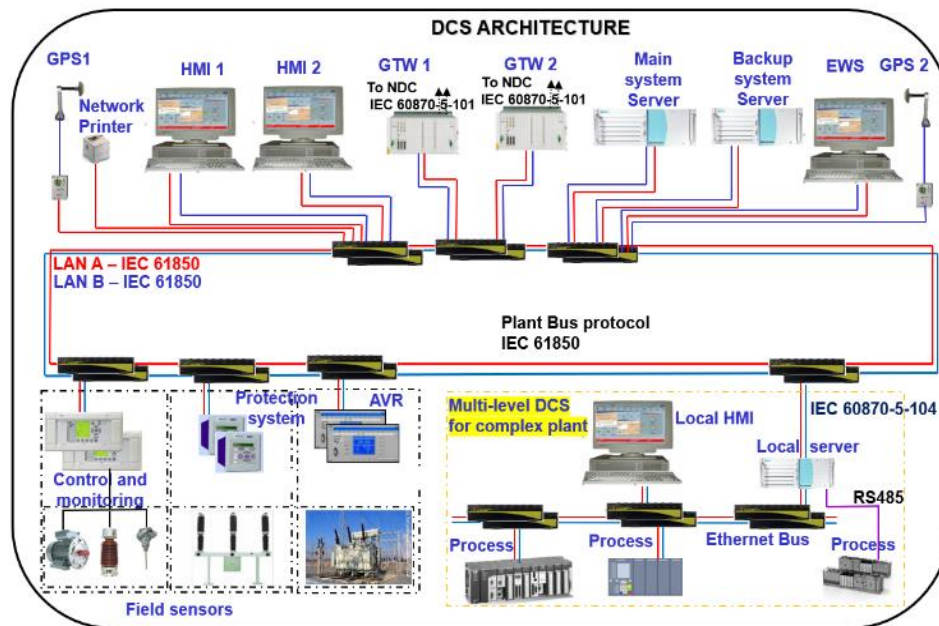 DCS ARCHITECTURE
GPS1
Network
Printer
HMI 1
HMI 2
GTW 1
To NDC
IEC 60870-5-101
GTW 2
To NDC
IEC 60870-5-101
Main
system
Server
Backup
system
Server
EWS
GPS 2
LAN A – IEC 61850
LAN B – IEC 61850
Plant Bus protocol
IEC 61850
Control and
monitoring
Protection
system
AVR
Field sensors
Multi-level DCS
for complex plant
Local HMI
IEC 60870-5-104
Local server
RS485
Process
Process
Ethernet Bus
Process